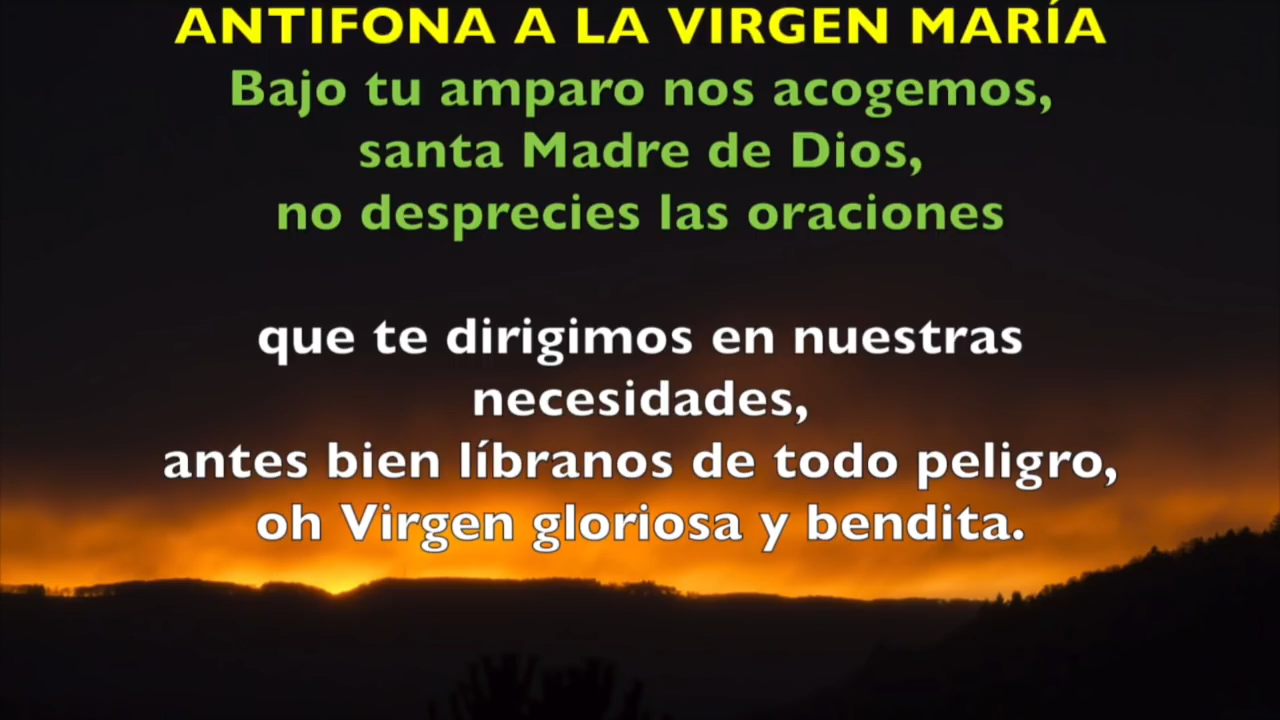 ANTIFONA A LA VIRGEN MARÍA
Bajo tu amparo nos acogemos,
santa Madre de Dios,
no desprecies las oraciones
que te dirigimos en nuestras
necesidades,
antes bien líbranos de todo peligro,
oh Virgen gloriosa y bendita.